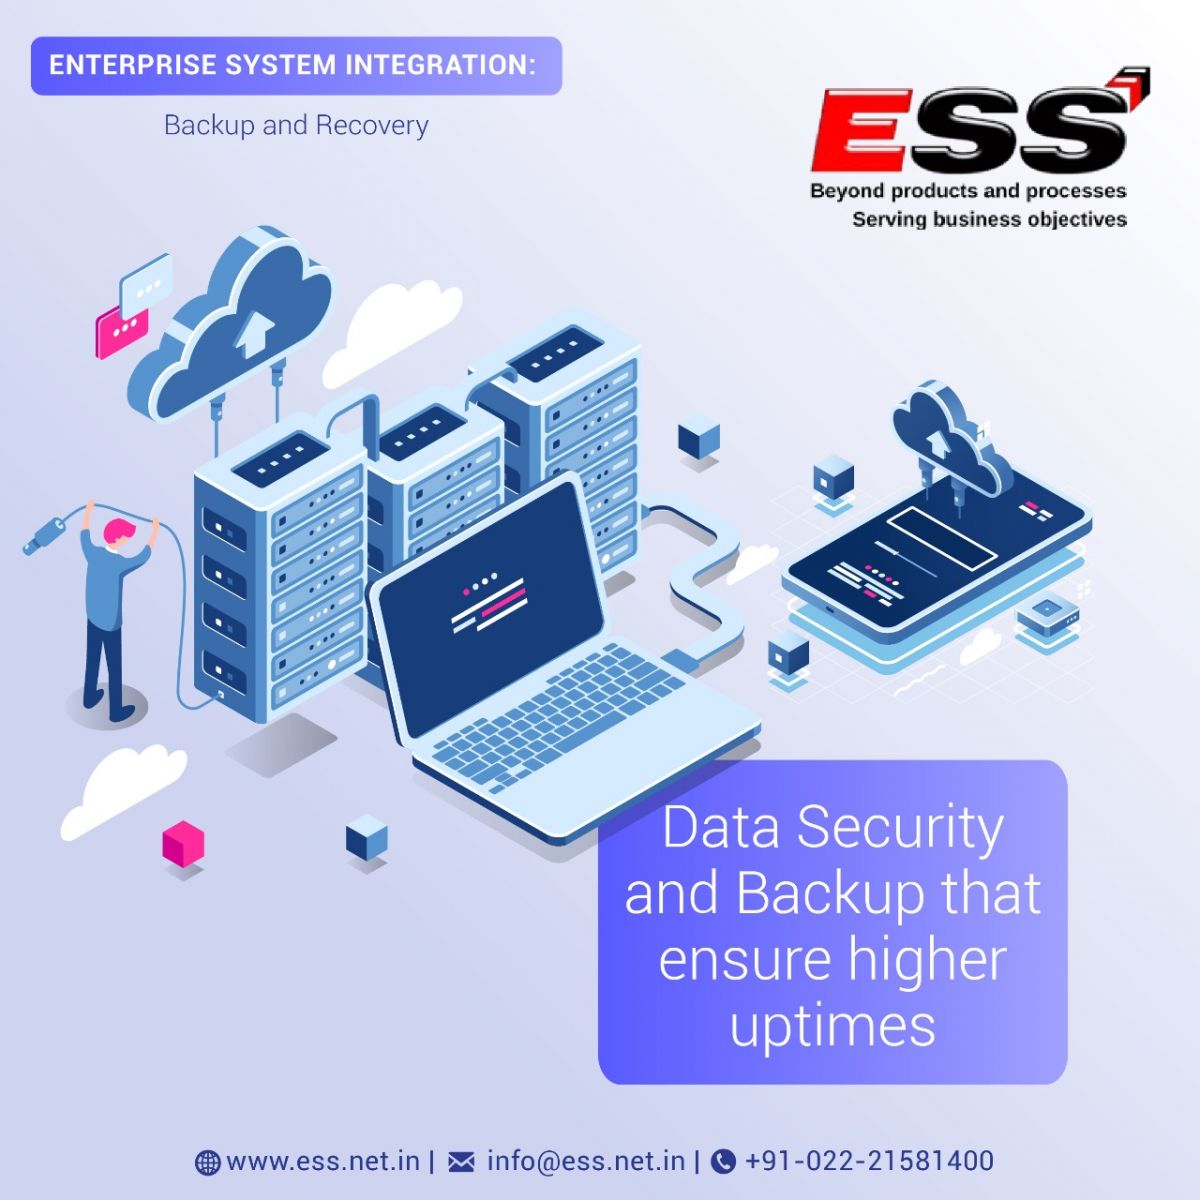 ENTERPRISE SYSTEM INTEGRATION:
Backup and Recovery
ESS
Beyond products and processes
Serving business objectives
Data Security
and Backup that
ensure higher
uptimes
www.ess.net.in | info@ess.net.in | +91-022-21581400